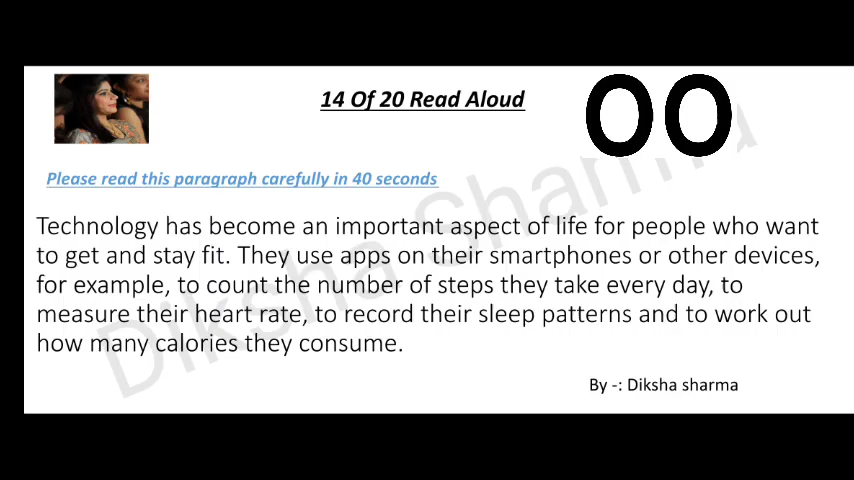 14 Of 20 Read Aloud
00
Please read this paragraph carefully in 40 seconds
Technology has become an important aspect of life for people who want
to get and stay fit. They use apps on their smartphones or other devices,
for example, to count the number of steps they take every day, to
measure their heart rate, to record their sleep patterns and to work out
how many calories they consume.
By -: Diksha sharma
Diksha Sharma